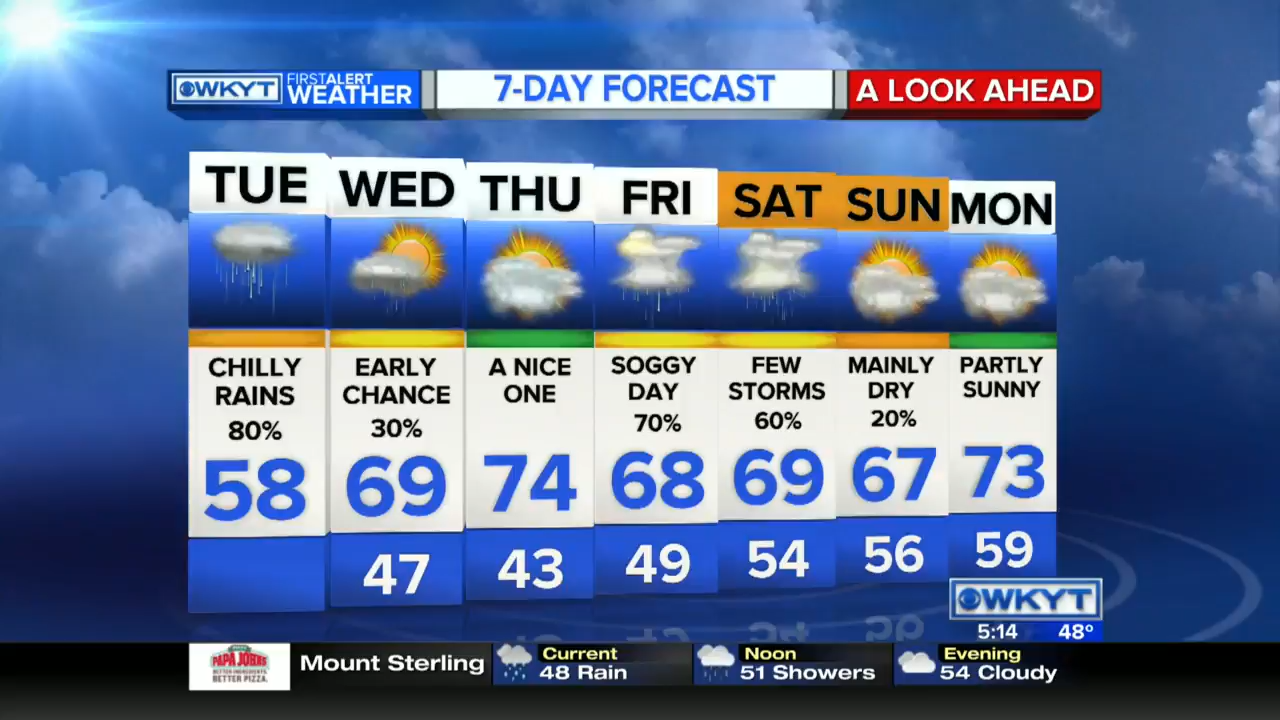 WKYT FIRST ALERT WEATHER
7-DAY FORECAST
A LOOK AHEAD
TUE WED THU FRI SAT SUN MON
CHILLY RAINS
80%
58
EARLY CHANCE
30%
69
47
A NICE ONE
74
43
SOGGY DAY
70%
68
49
FEW STORMS
60%
69
54
MAINLY DRY
20%
67
56
PARTLY SUNNY
73
59
WKYT
5:14 48°
PAPA JOHNS
BETTER INGREDIENTS.
BETTER PIZZA.
Mount Sterling
Current
48 Rain
Noon
51 Showers
Evening
54 Cloudy